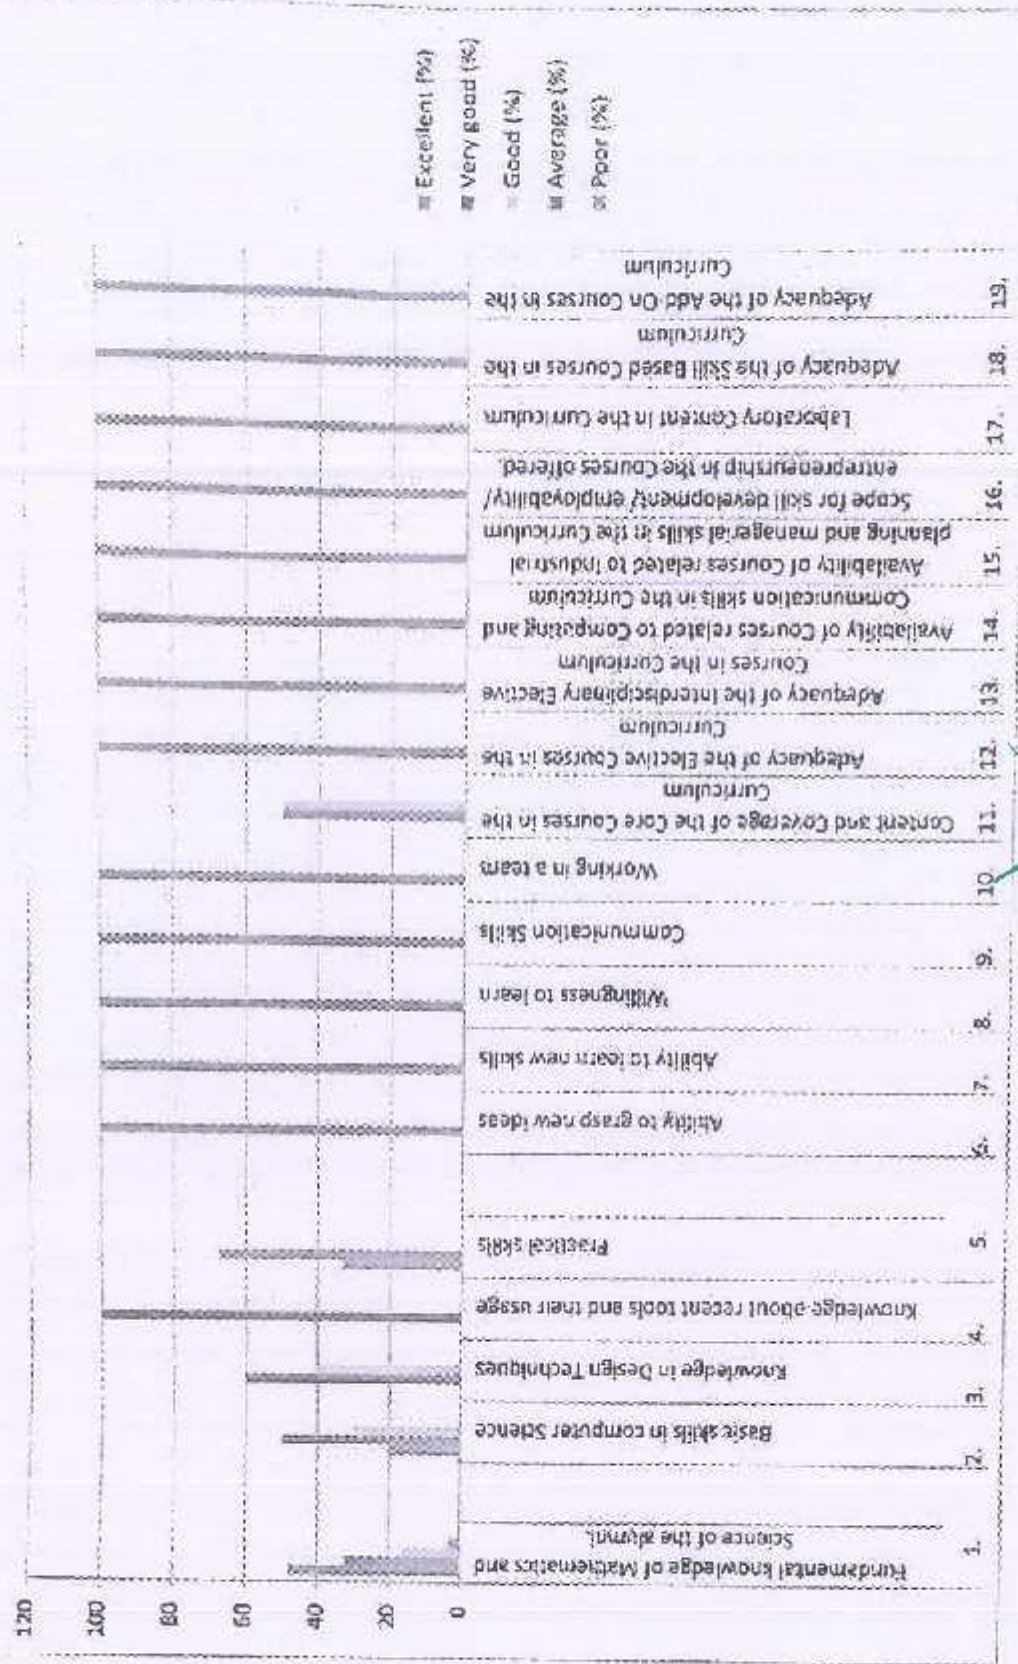 120
100
80
60
40
20
0
1.
Fundamental knowledge of Mathematics and
Science of the alumni.
2.
Basic skills in computer Science
3.
Knowledge in Design Techniques
4.
Knowledge about recent tools and their usage
5.
Practical skills
6.
Ability to grasp new ideas
7.
Ability to learn new skills
8.
Willingness to learn
9.
Communication Skills
10.
Working in a team
11.
Content and Coverage of the Core Courses in the
Curriculum
12.
Adequacy of the Elective Courses in the
Curriculum
13.
Adequacy of the Interdisciplinary Elective
Courses in the Curriculum
14.
Availability of Courses related to Computing and
Communication skills in the Curriculum
15.
Availability of Courses related to Industrial
planning and managerial skills in the Curriculum
16.
Scope for skill development/ employability/
entrepreneurship in the Courses offered.
17.
Laboratory Content in the Curriculum
18.
Adequacy of the Skill Based Courses in the
Curriculum
19.
Adequacy of the Add On Courses in the
Curriculum
Excellent (%)
Very good (%)
Good (%)
Average (%)
Poor (%)